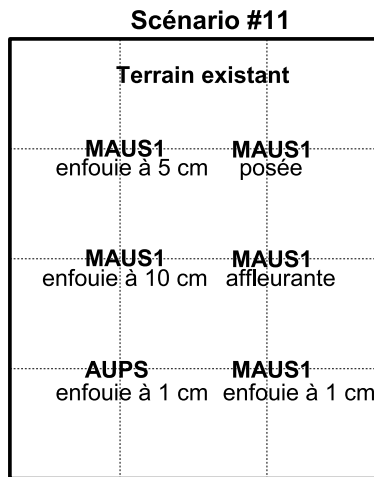 Scénario #11
Terrain existant
MAUS1 MAUS1
enfouie à 5 cm posée
MAUS1 MAUS1
enfouie à 10 cm affleurante
AUPS MAUS1
enfouie à 1 cm enfouie à 1 cm